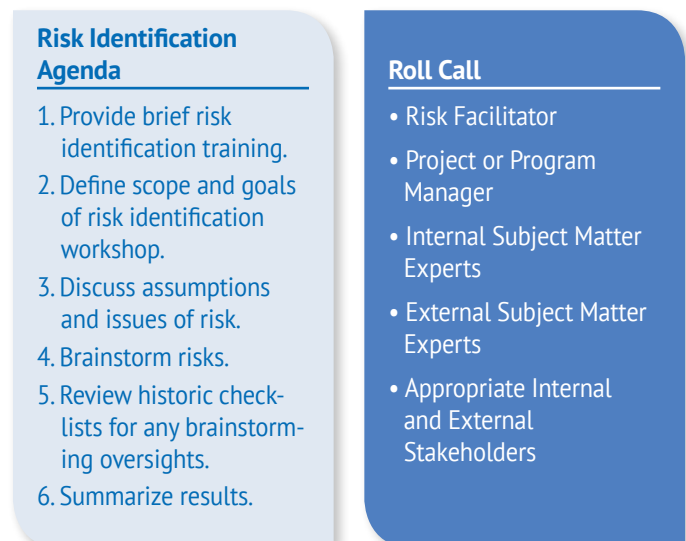 Risk Identification
Agenda
1. Provide brief risk
identification training.
2. Define scope and goals
of risk identification
workshop.
3. Discuss assumptions
and issues of risk.
4. Brainstorm risks.
5. Review historic check-
lists for any brainstorm-
ing oversights.
6. Summarize results.
Roll Call
• Risk Facilitator
• Project or Program
Manager
• Internal Subject Matter
Experts
• External Subject Matter
Experts
• Appropriate Internal
and External
Stakeholders